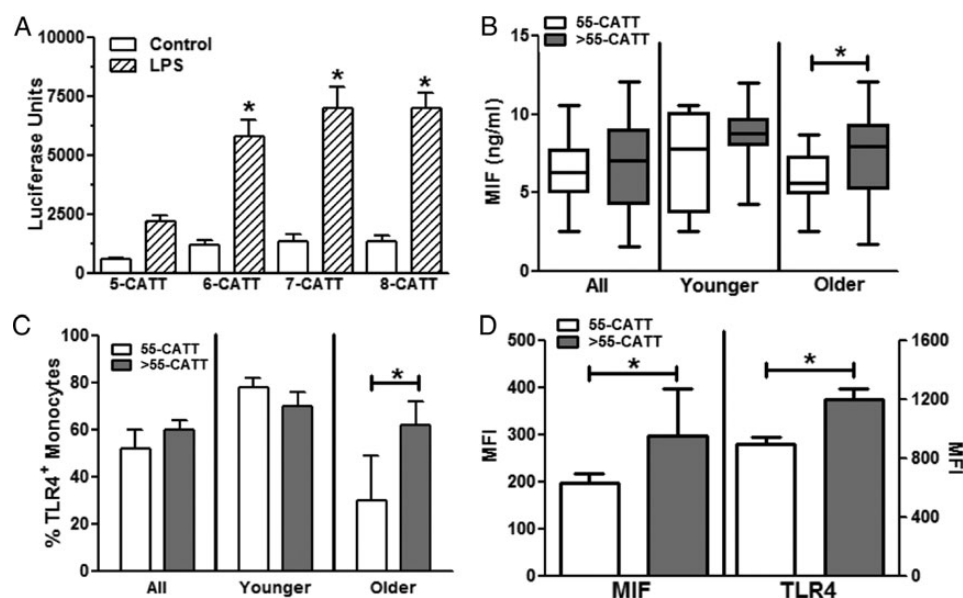 A
Control
LPS
10000
7500
5000
2500
0
Luciferase Units
*
*
*
5-CATT 6-CATT 7-CATT 8-CATT
B
55-CATT
>55-CATT
15
10
5
0
MIF (ng/ml)
*
All Younger Older
C
55-CATT
>55-CATT
100
80
60
40
20
0
% TLR4+ Monocytes
*
All Younger Older
D
55-CATT
>55-CATT
500
400
300
200
100
0
MFI
*
*
1600
1200
800
400
0
MFI
MIF TLR4